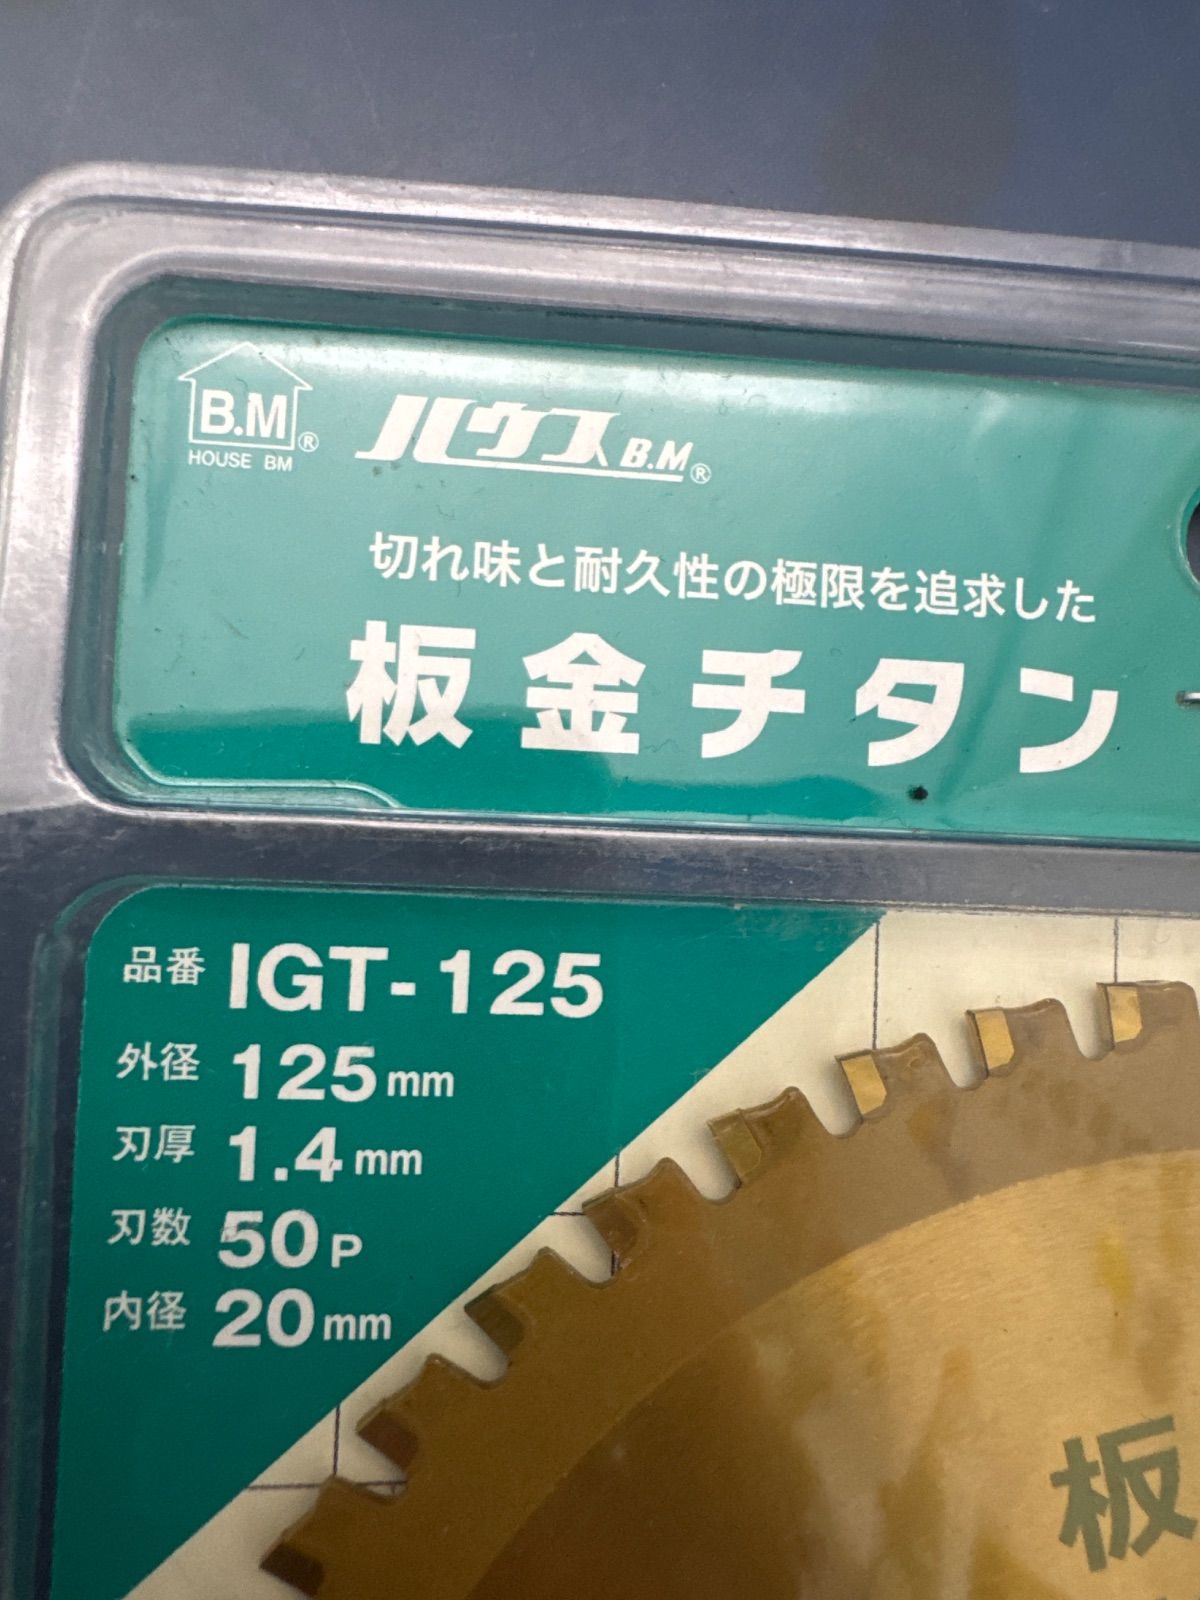 B.M®
HOUSE BM
ハウスB.M®
切れ味と耐久性の極限を追求した
板金チタン
品番 IGT-125
外径 125mm
刃厚 1.4mm
刃数 50P
内径 20mm
板